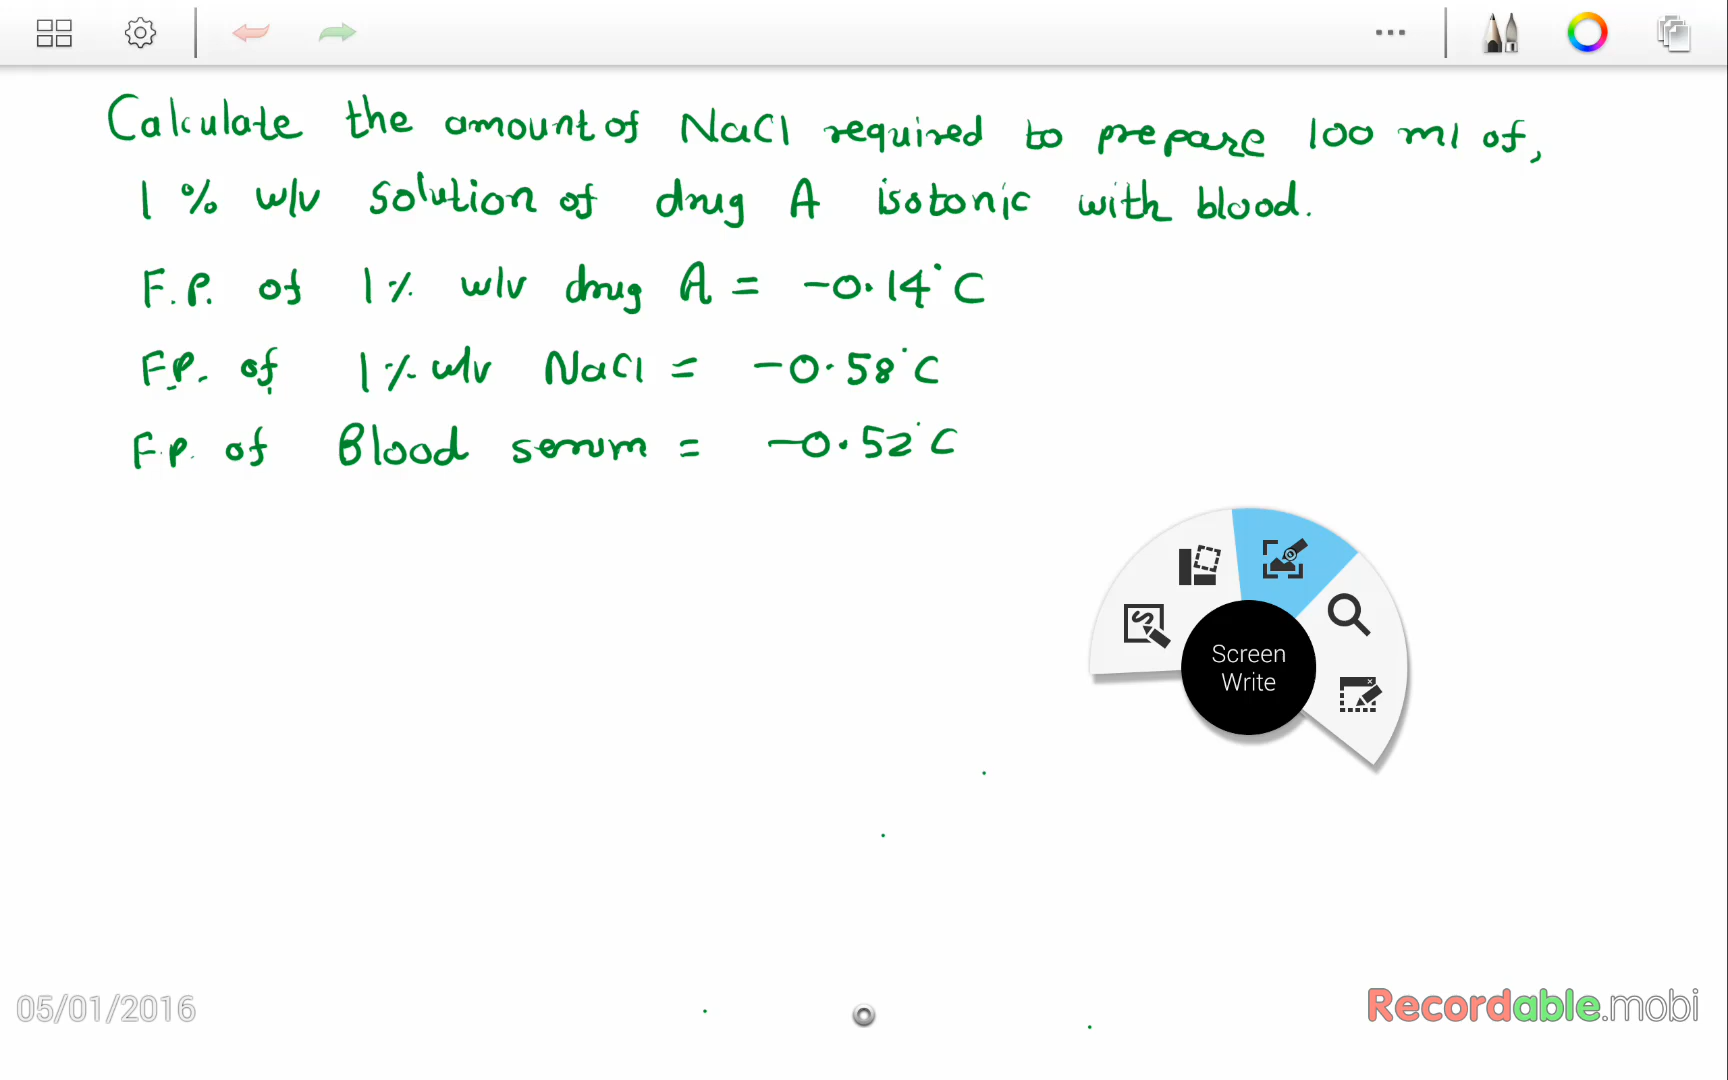 Calculate the amount of NaCl required to prepare 100 ml of,
1 % w/v solution of drug A isotonic with blood.
F.P. of 1% w/v drug A = -0.14°C
F.P. of 1% w/v NaCl = -0.58°C
F.P. of Blood serum = -0.52°C
Screen
Write
05/01/2016
Recordable.mobi